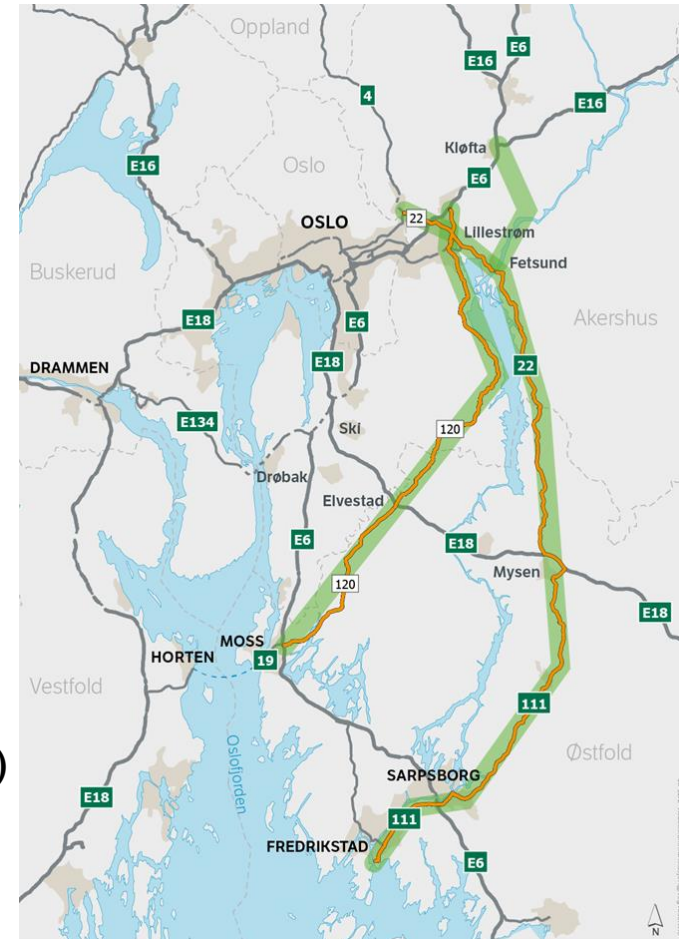 Oppland
E6
E16
4
E16
Kløfta
E16
Oslo
E6
22
OSLO
Lillestrøm
Fetsund
Buskerud
Akershus
E18
E6
E18
22
DRAMMEN
E134
120
Ski
Drøbak
Elvestad
E6
E18
Mysen
120
E18
MOSS
HORTEN
19
Vestfold
111
Østfold
Oslofjorden
SARPSBORG
E18
111
FREDRIKSTAD
E6
)
N